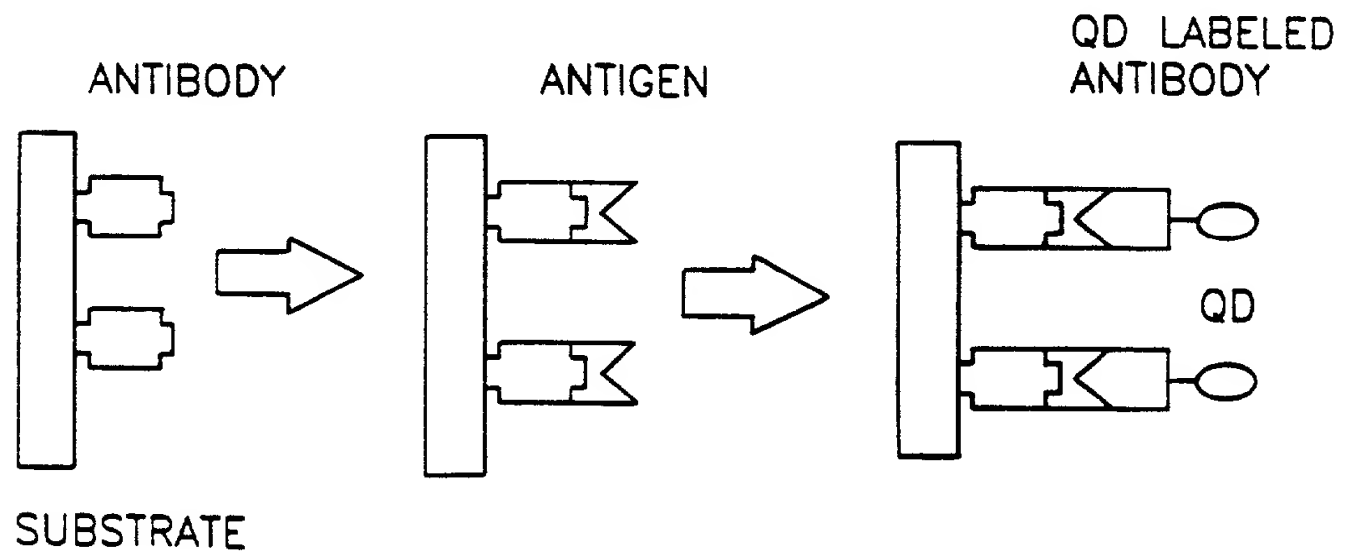 ANTIBODY
ANTIGEN
QD LABELED
ANTIBODY
QD
SUBSTRATE